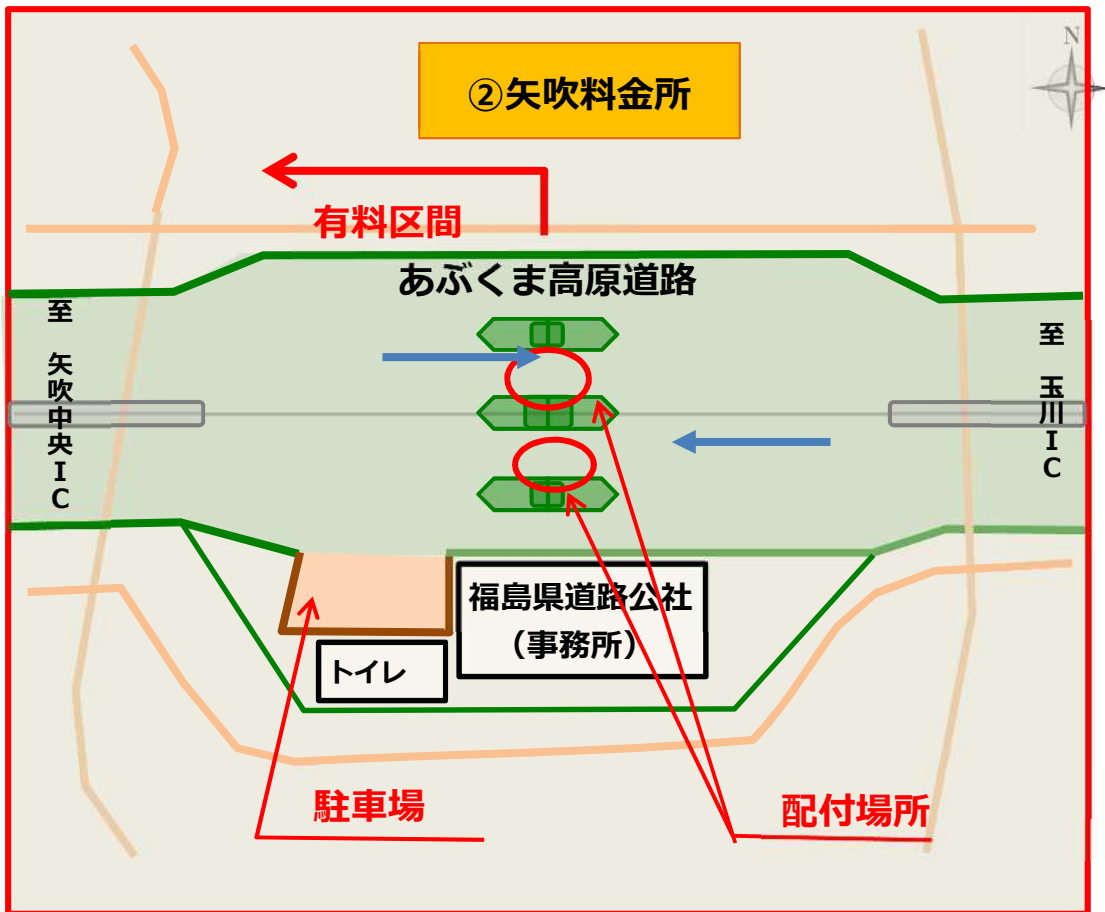 ②矢吹料金所
N
有料区間
あぶくま高原道路
至 矢吹中央IC
至 玉川IC
福島県道路公社
（事務所）
トイレ
駐車場
配付場所